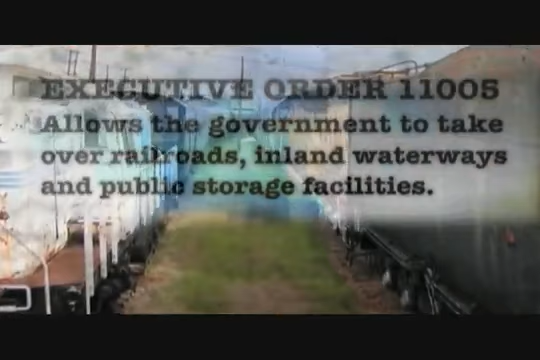 EXECUTIVE ORDER 11005
Allows the government to take
over railroads, inland waterways
and public storage facilities.